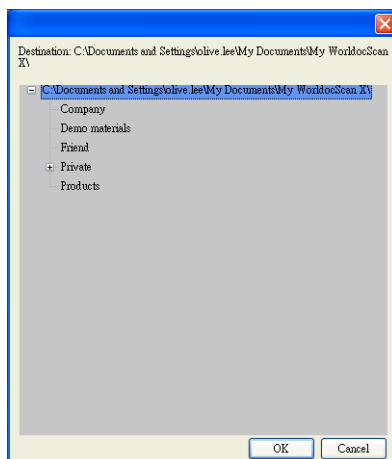 Destination: C:\Documents and Settings\olive.lee\My Documents\My WorldocScan
X\
C:\Documents and Settings\olive.lee\My Documents\My WorldocScan X\
Company
Demo materials
Friend
Private
Products
OK Cancel